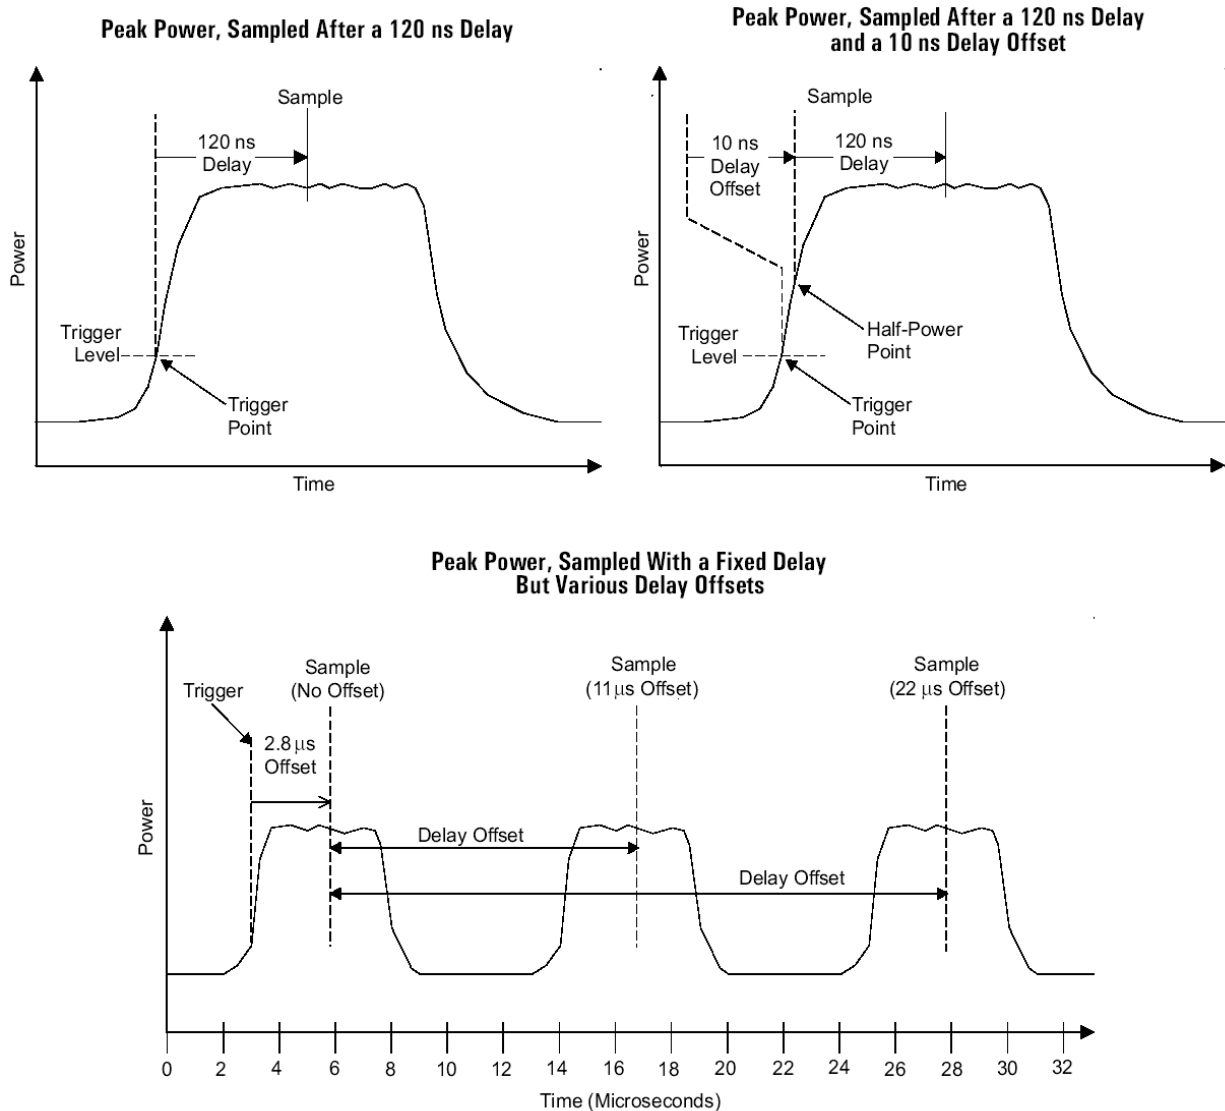 Peak Power, Sampled After a 120 ns Delay
Sample
120 ns
Delay
Power
Trigger
Level
Trigger
Point
Time
Peak Power, Sampled After a 120 ns Delay
and a 10 ns Delay Offset
Sample
10 ns
Delay
Offset
120 ns
Delay
Power
Trigger
Level
Half-Power
Point
Trigger
Point
Time
Peak Power, Sampled With a Fixed Delay
But Various Delay Offsets
Trigger
Sample
(No Offset)
Sample
(11 µs Offset)
Sample
(22 µs Offset)
2.8 µs
Offset
Power
Delay Offset
Delay Offset
0 2 4 6 8 10 12 14 16 18 20 22 24 26 28 30 32
Time (Microseconds)